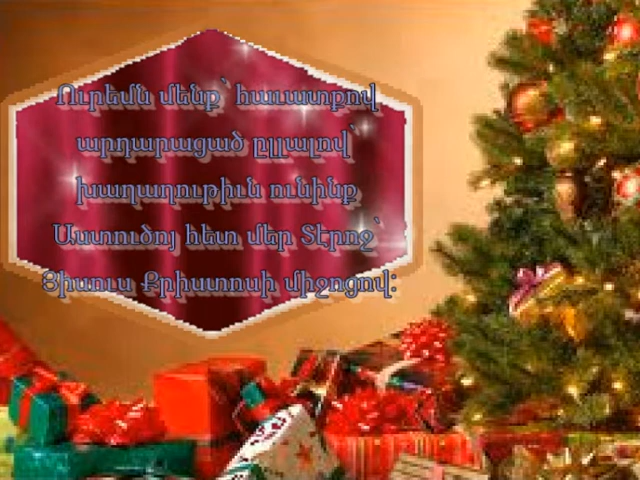 Ուրեմն մենք՝ հաւատքով
արդարացած ըլլալով՝
խաղաղութիւն ունինք
Աստուծոյ հետ մեր Տէրոջ՝
Յիսուս Քրիստոսի միջոցով: